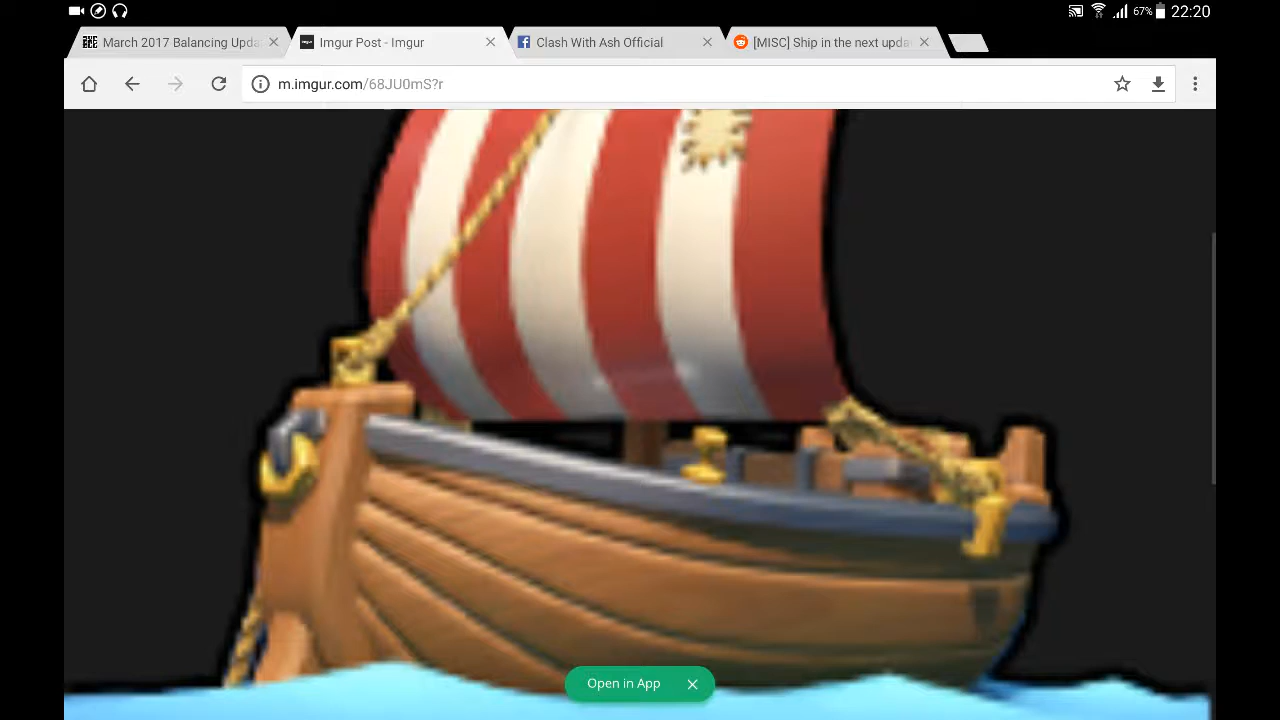 67% 22:20
March 2017 Balancing Upda
Imgur Post - Imgur
Clash With Ash Official
[MISC] Ship in the next upda
m.imgur.com/68JU0mS?r
Open in App